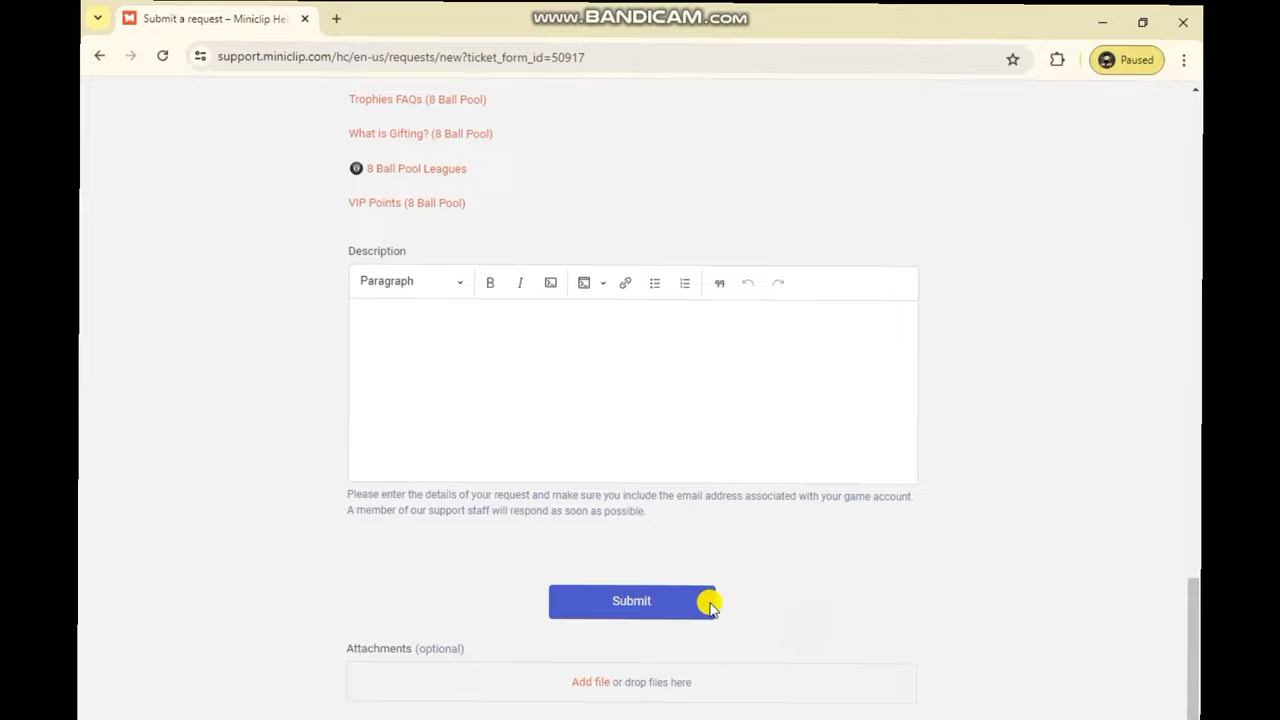 WWW.BANDICAM.COM
Submit a request – Miniclip He
support.miniclip.com/hc/en-us/requests/new?ticket_form_id=50917
Paused
Trophies FAQs (8 Ball Pool)
What is Gifting? (8 Ball Pool)
8 Ball Pool Leagues
VIP Points (8 Ball Pool)
Description
Paragraph
Please enter the details of your request and make sure you include the email address associated with your game account.
A member of our support staff will respond as soon as possible.
Submit
Attachments (optional)
Add file or drop files here